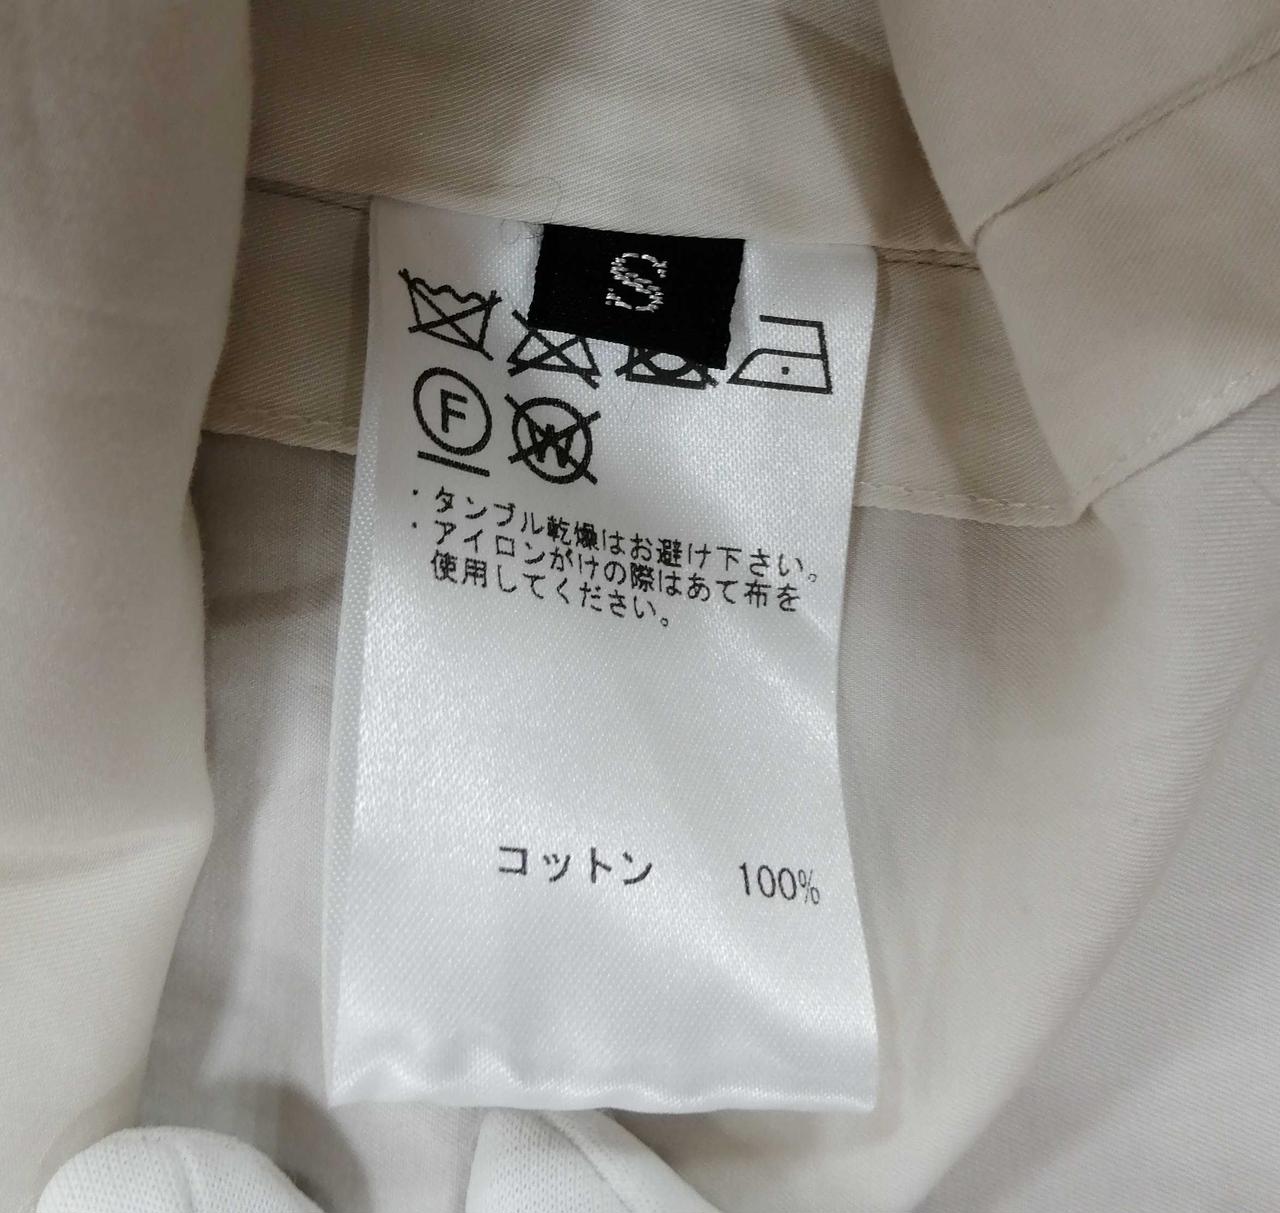 S
F
W
・タンブル乾燥はお避け下さい。
・アイロンがけの際はあて布を
使用してください。
コットン 100%